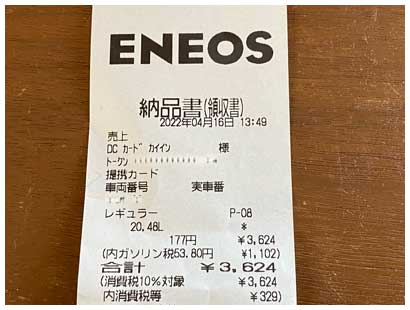 ENEOS
納品書(領収書)
2022年04月16日 13:49
売上
DC カード カイイン 様
トークン
提携カード
車両番号 実車番
レギュラー P-08
20.48L *
177円 ¥3,624
(内ガソリン税53.80円 ¥1,102)
合計 ¥3,624
(消費税10%対象 ¥3,624
内消費税等 ¥329)